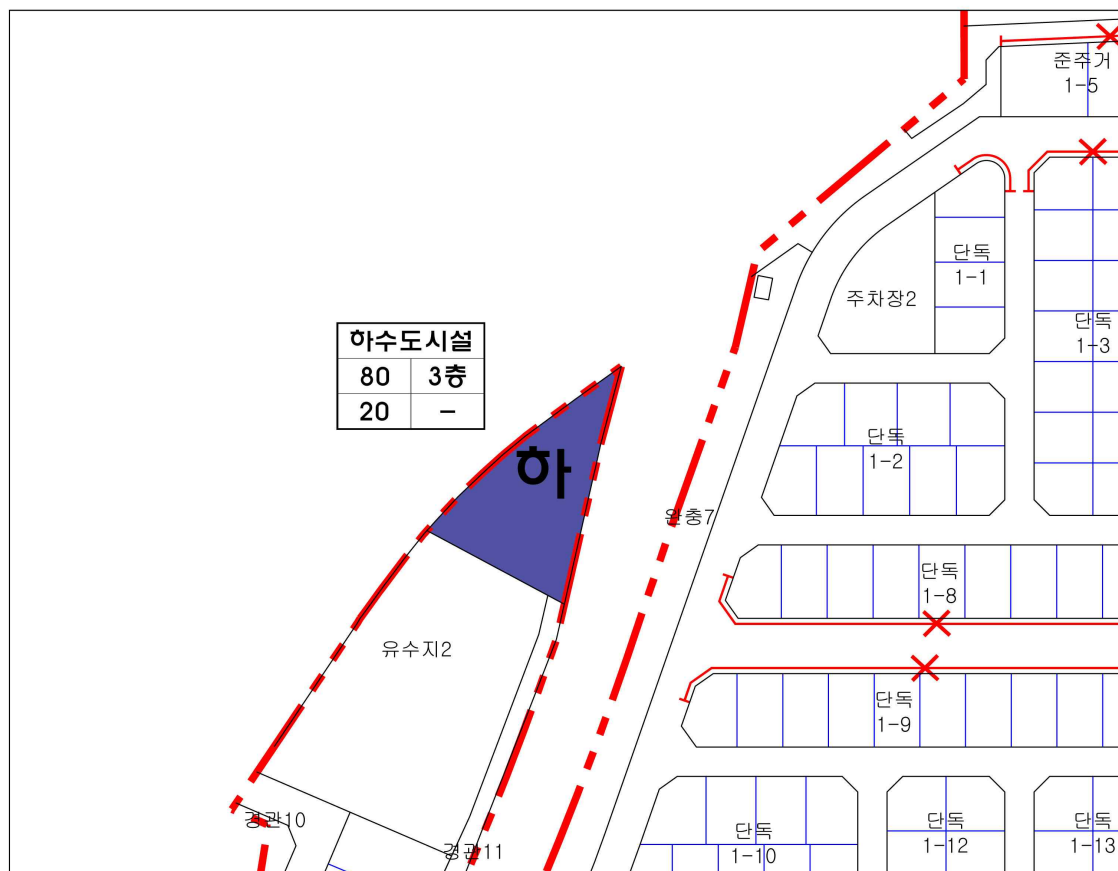 준주거
1-5
단독
1-1
주차장2
하수도시설
80 3층
20 -
단독
1-3
단독
1-2
하
완충7
단독
1-8
유수지2
단독
1-9
경관10
경관11
단독
1-10
단독
1-12
단독
1-13